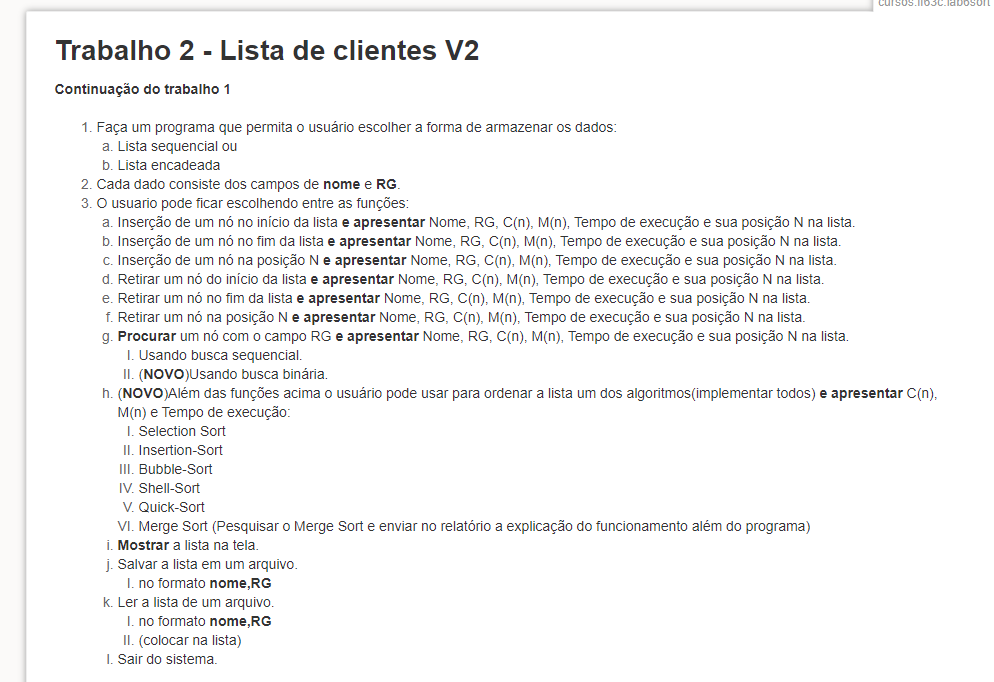 cursos.if63c.lab6sort
Trabalho 2 - Lista de clientes V2
Continuação do trabalho 1
1. Faça um programa que permita o usuário escolher a forma de armazenar os dados:
a. Lista sequencial ou
b. Lista encadeada
2. Cada dado consiste dos campos de nome e RG.
3. O usuario pode ficar escolhendo entre as funções:
a. Inserção de um nó no início da lista e apresentar Nome, RG, C(n), M(n), Tempo de execução e sua posição N na lista.
b. Inserção de um nó no fim da lista e apresentar Nome, RG, C(n), M(n), Tempo de execução e sua posição N na lista.
c. Inserção de um nó na posição N e apresentar Nome, RG, C(n), M(n), Tempo de execução e sua posição N na lista.
d. Retirar um nó do início da lista e apresentar Nome, RG, C(n), M(n), Tempo de execução e sua posição N na lista.
e. Retirar um nó no fim da lista e apresentar Nome, RG, C(n), M(n), Tempo de execução e sua posição N na lista.
f. Retirar um nó na posição N e apresentar Nome, RG, C(n), M(n), Tempo de execução e sua posição N na lista.
g. Procurar um nó com o campo RG e apresentar Nome, RG, C(n), M(n), Tempo de execução e sua posição N na lista.
I. Usando busca sequencial.
II. (NOVO)Usando busca binária.
h. (NOVO)Além das funções acima o usuário pode usar para ordenar a lista um dos algoritmos(implementar todos) e apresentar C(n),
M(n) e Tempo de execução:
I. Selection Sort
II. Insertion-Sort
III. Bubble-Sort
IV. Shell-Sort
V. Quick-Sort
VI. Merge Sort (Pesquisar o Merge Sort e enviar no relatório a explicação do funcionamento além do programa)
i. Mostrar a lista na tela.
j. Salvar a lista em um arquivo.
I. no formato nome,RG
k. Ler a lista de um arquivo.
I. no formato nome,RG
II. (colocar na lista)
l. Sair do sistema.